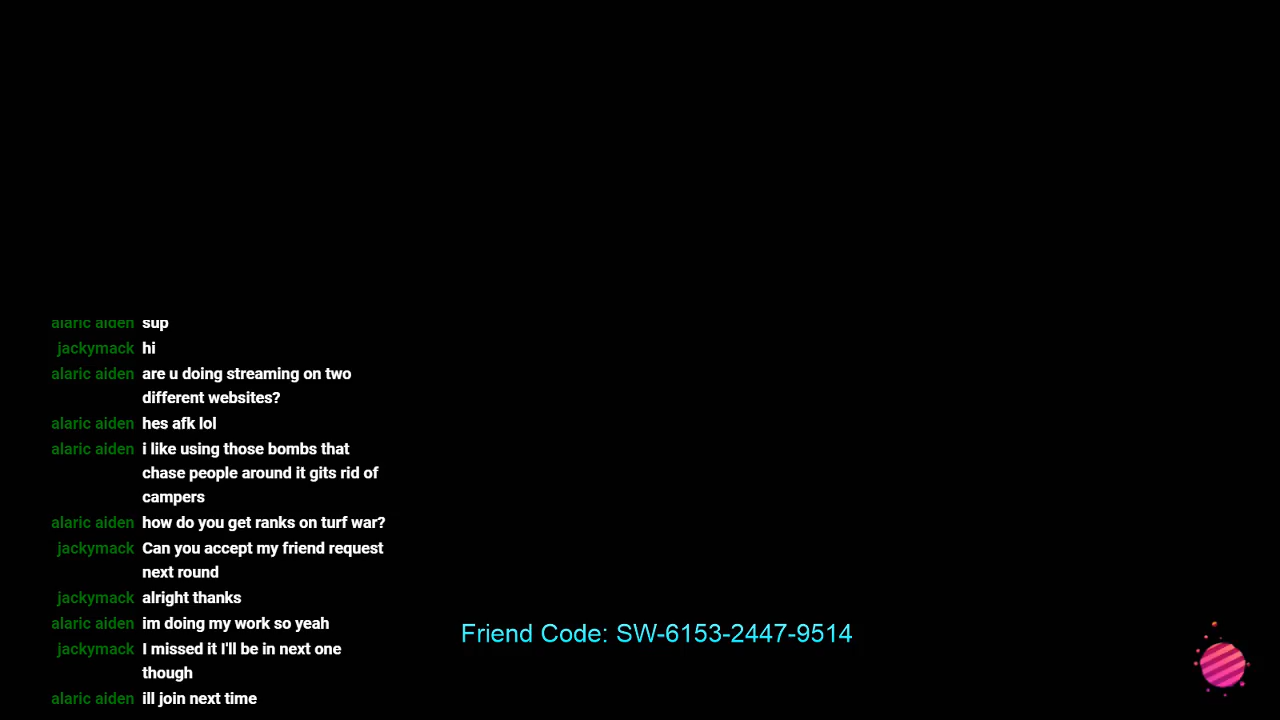 alaric aiden sup
jackymack hi
alaric aiden are u doing streaming on two
different websites?
alaric aiden hes afk lol
alaric aiden i like using those bombs that
chase people around it gits rid of
campers
alaric aiden how do you get ranks on turf war?
jackymack Can you accept my friend request
next round
jackymack alright thanks
alaric aiden im doing my work so yeah
jackymack I missed it I'll be in next one
though
alaric aiden ill join next time
Friend Code: SW-6153-2447-9514